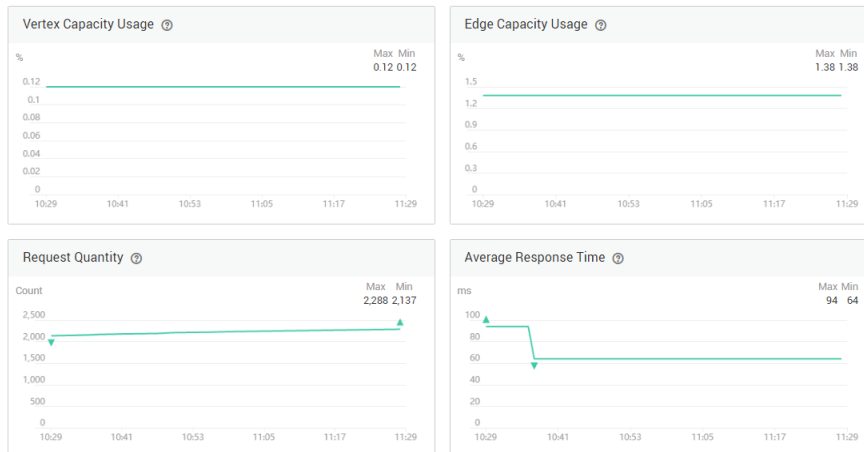 Vertex Capacity Usage
%
Max Min
0.12 0.12
0.12
0.1
0.08
0.06
0.04
0.02
0
10:29 10:41 10:53 11:05 11:17 11:29
Edge Capacity Usage
%
Max Min
1.38 1.38
1.5
1.2
0.9
0.6
0.3
0
10:29 10:41 10:53 11:05 11:17 11:29
Request Quantity
Count
Max Min
2,288 2,137
2,500
2,000
1,500
1,000
500
0
10:29 10:41 10:53 11:05 11:17 11:29
Average Response Time
ms
Max Min
94 64
100
80
60
40
20
0
10:29 10:41 10:53 11:05 11:17 11:29